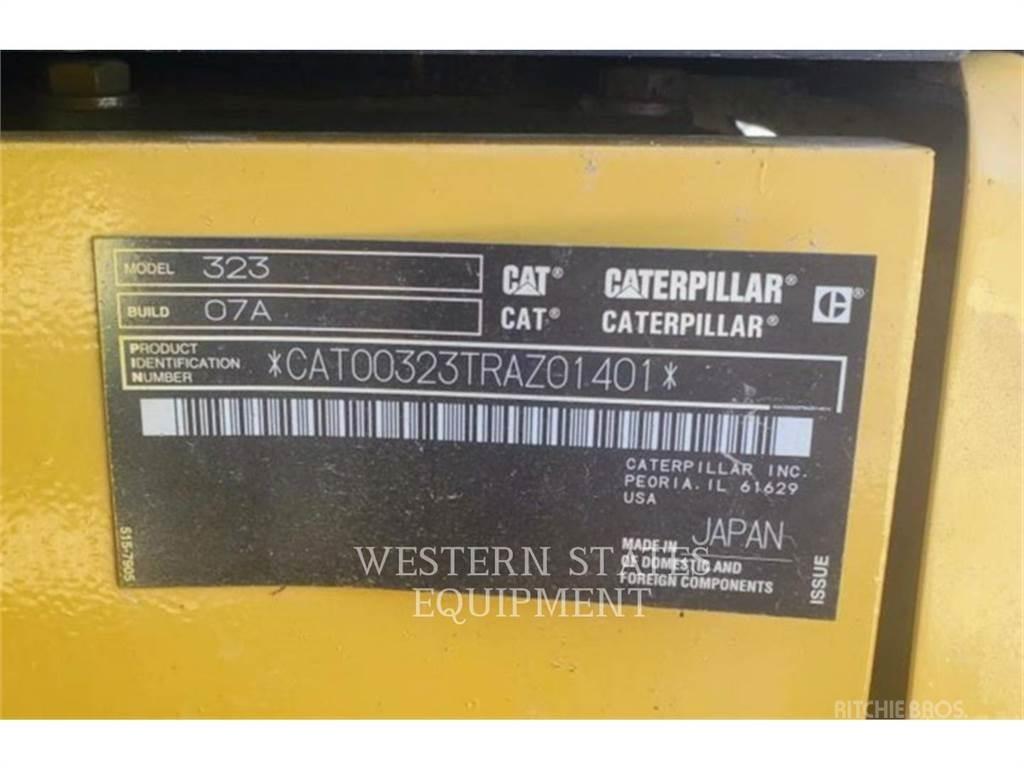 MODEL 323
BUILD 07A
CAT® CATERPILLAR® C®
CAT® CATERPILLAR®
PRODUCT
IDENTIFICATION
NUMBER
*CAT00323TRAZ01401*
CATERPILLAR INC.
PEORIA. IL 61629
USA
MADE IN JAPAN
OF DOMESTIC AND
FOREIGN COMPONENTS
515-7905
ISSUE
WESTERN STATES
EQUIPMENT
RITCHIE BROS.